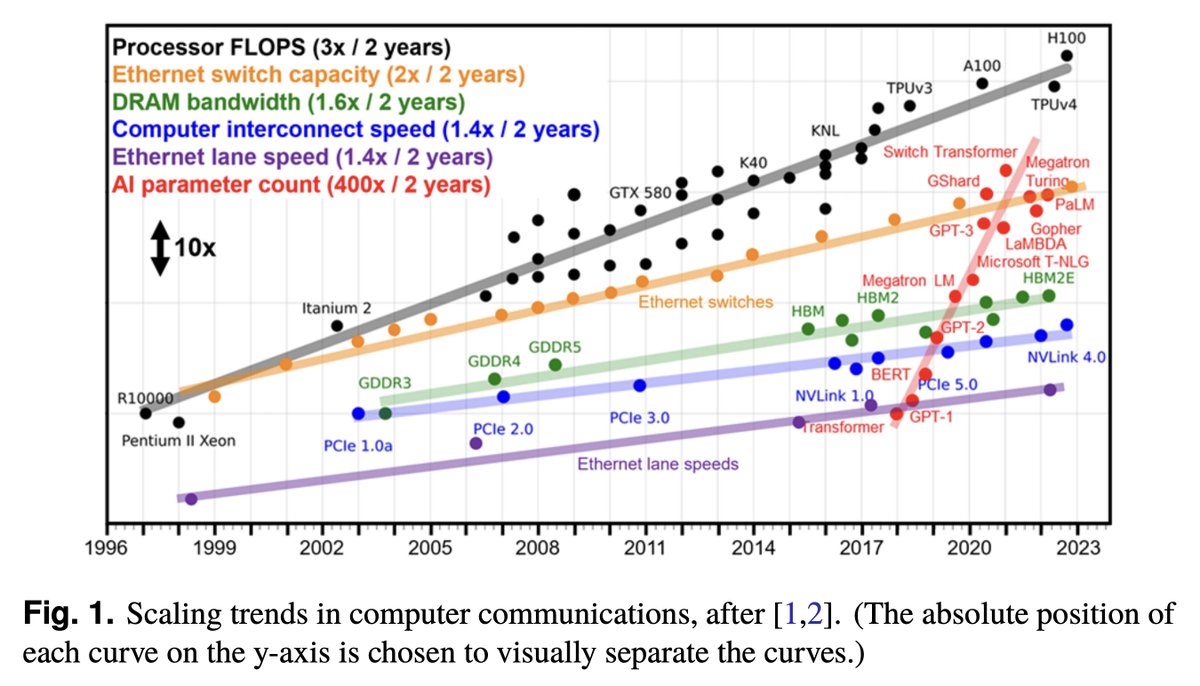 Processor FLOPS (3x / 2 years)
Ethernet switch capacity (2x / 2 years)
DRAM bandwidth (1.6x / 2 years)
Computer interconnect speed (1.4x / 2 years)
Ethernet lane speed (1.4x / 2 years)
AI parameter count (400x / 2 years)
10x
H100
A100
TPUv3
TPUv4
KNL
K40
GTX 580
Itanium 2
R10000
Pentium II Xeon
Switch Transformer
Megatron
Turing
GShard
PaLM
GPT-3
Gopher
LaMBDA
Microsoft T-NLG
Megatron LM
GPT-2
BERT
GPT-1
Transformer
Ethernet switches
HBM
HBM2
HBM2E
GDDR5
GDDR4
GDDR3
NVLink 4.0
PCIe 5.0
NVLink 1.0
PCIe 3.0
PCIe 2.0
PCIe 1.0a
Ethernet lane speeds
1996 1999 2002 2005 2008 2011 2014 2017 2020 2023
Fig. 1. Scaling trends in computer communications, after [1,2]. (The absolute position of
each curve on the y-axis is chosen to visually separate the curves.)